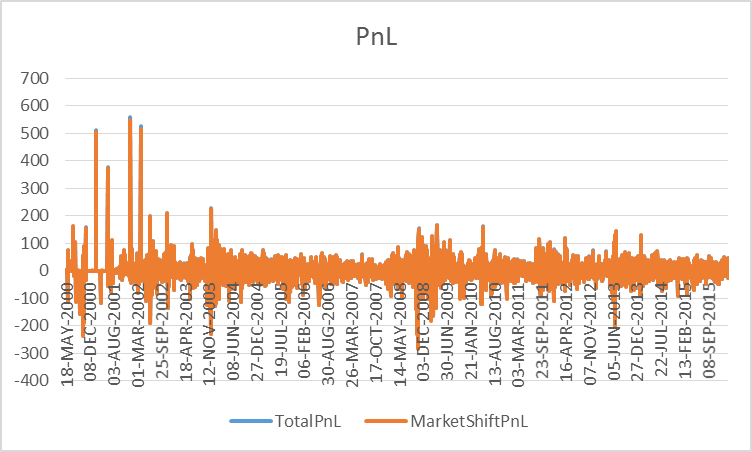 PnL
700
600
500
400
300
200
100
0
-100
-200
-300
-400
18-MAY-2000
08-DEC-2000
03-AUG-2001
01-MAR-2002
25-SEP-2002
18-APR-2003
12-NOV-2003
08-JUN-2004
27-DEC-2004
19-JUL-2005
06-FEB-2006
30-AUG-2006
26-MAR-2007
17-OCT-2007
14-MAY-2008
03-DEC-2008
30-JUN-2009
21-JAN-2010
13-AUG-2010
03-MAR-2011
23-SEP-2011
16-APR-2012
07-NOV-2012
05-JUN-2013
27-DEC-2013
22-JUL-2014
13-FEB-2015
08-SEP-2015
TotalPnL
MarketShiftPnL